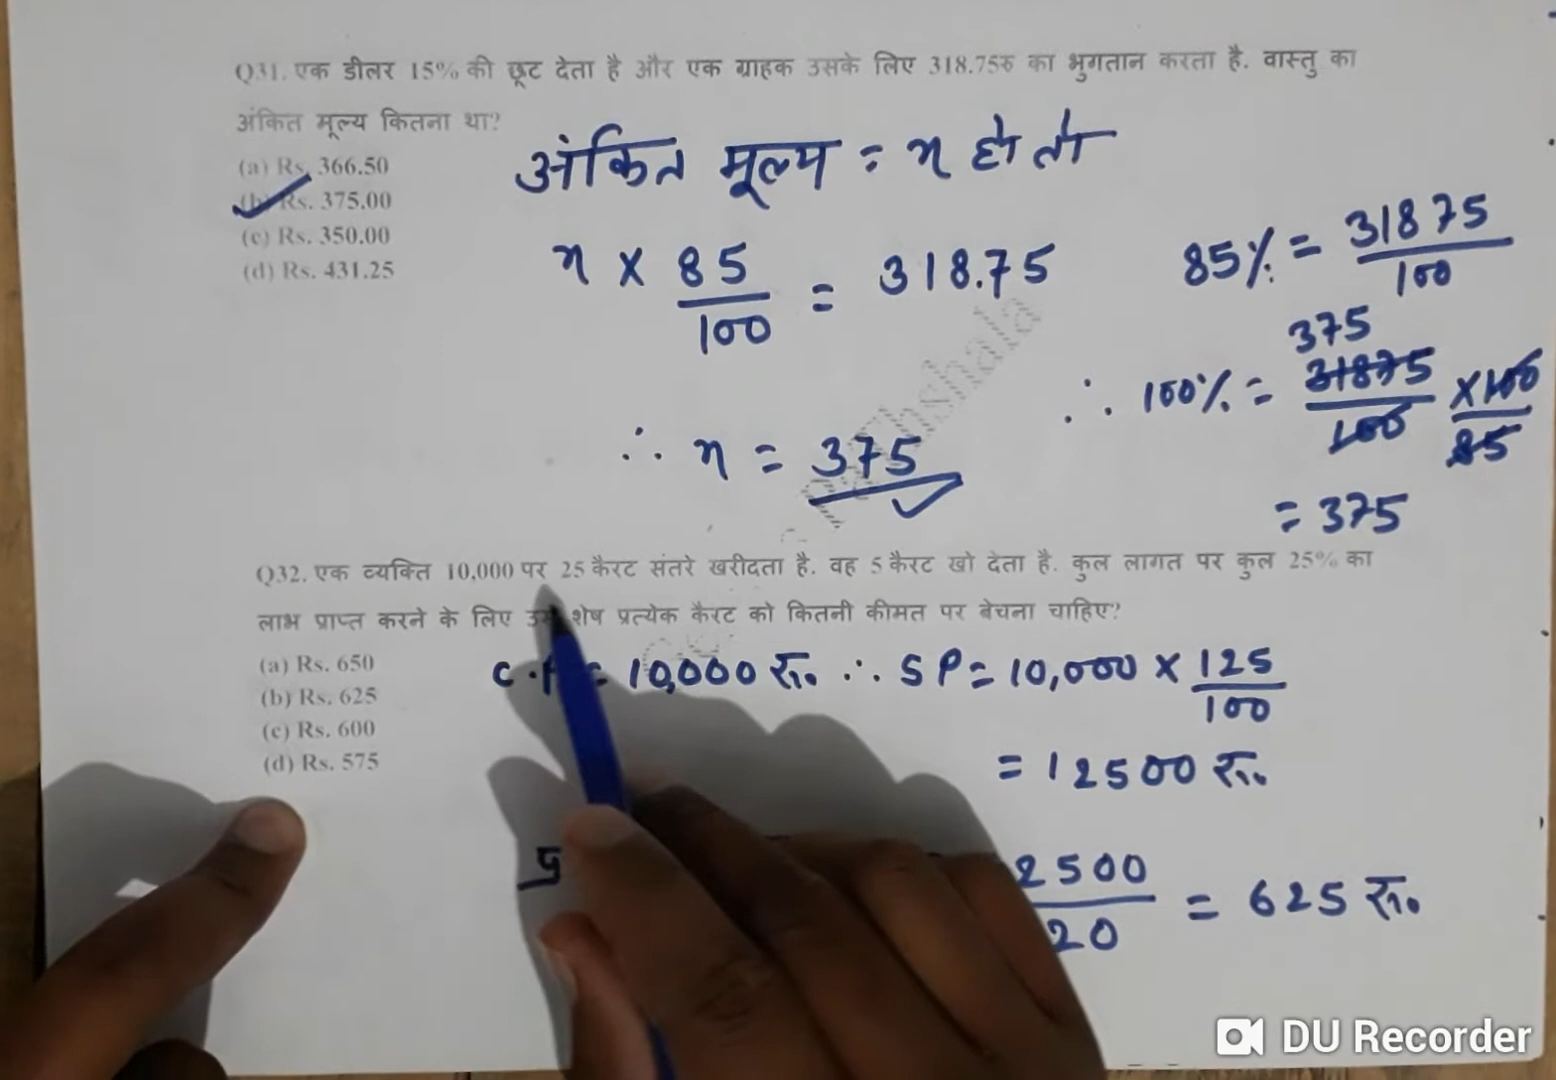 Q31. एक डीलर 15% की छूट देता है और एक ग्राहक उसके लिए 318.75रु का भुगतान करता है. वास्तु का
अंकित मूल्य कितना था?
(a) Rs. 366.50
(b) Rs. 375.00
(c) Rs. 350.00
(d) Rs. 431.25
अंकित मूल्य = n हो तो
n × 85/100 = 318.75
∴ n = 375
85% = 31875/100
375
∴ 100% = 31875/100 × 100/85
= 375
Q32. एक व्यक्ति 10,000 पर 25 कैरट संतरे खरीदता है. वह 5 कैरट खो देता है. कुल लागत पर कुल 25% का
लाभ प्राप्त करने के लिए शेष प्रत्येक कैरट को कितनी कीमत पर बेचना चाहिए?
(a) Rs. 650
(b) Rs. 625
(c) Rs. 600
(d) Rs. 575
C.P = 10,000 रु. ∴ SP = 10,000 × 125/100
= 12500 रु.
2500/20 = 625 रु.
DU Recorder